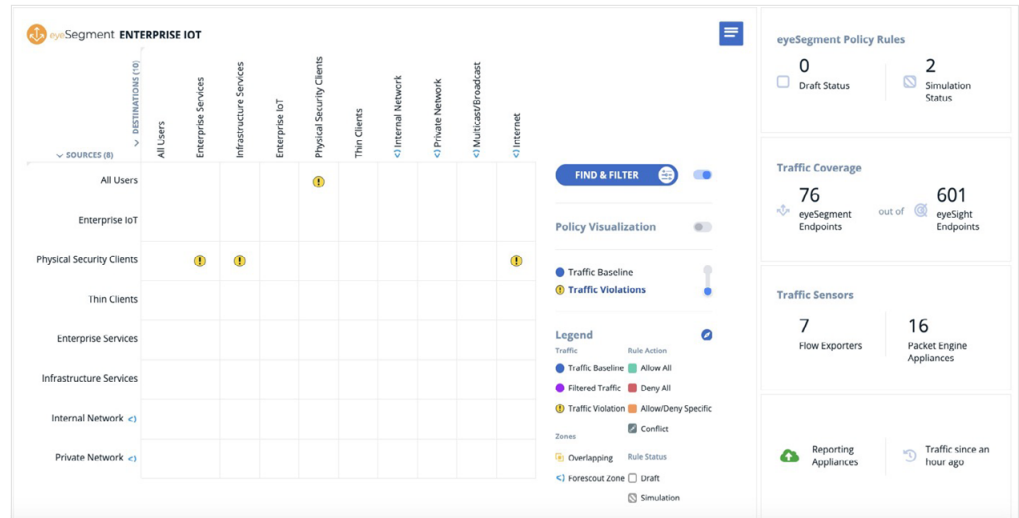 eyeSegment ENTERPRISE IOT
DESTINATIONS (10)
All Users
Enterprise Services
Infrastructure Services
Enterprise IoT
Physical Security Clients
Thin Clients
Internal Network
Private Network
Multicast/Broadcast
Internet
SOURCES (8)
All Users
Enterprise IoT
Physical Security Clients
Thin Clients
Enterprise Services
Infrastructure Services
Internal Network
Private Network
FIND & FILTER
Policy Visualization
Traffic Baseline
Traffic Violations
Legend
Traffic
Traffic Baseline
Filtered Traffic
Traffic Violation
Zones
Overlapping
Forescout Zone
Rule Action
Allow All
Deny All
Allow/Deny Specific
Conflict
Rule Status
Draft
Simulation
eyeSegment Policy Rules
0
Draft Status
2
Simulation
Status
Traffic Coverage
76
eyeSegment
Endpoints
out of
601
eyeSight
Endpoints
Traffic Sensors
7
Flow Exporters
16
Packet Engine
Appliances
Reporting
Appliances
Traffic since an
hour ago